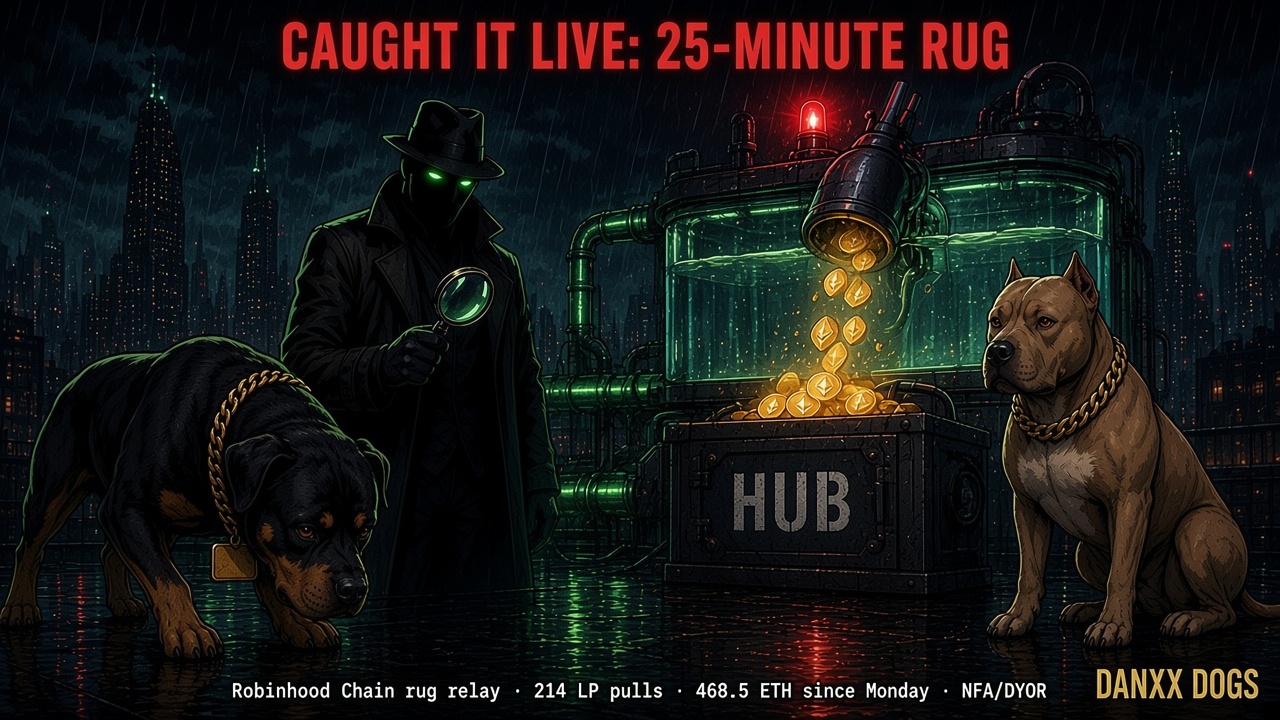 CAUGHT IT LIVE: 25-MINUTE RUG
HUB
Robinhood Chain rug relay · 214 LP pulls · 468.5 ETH since Monday · NFA/DYOR
DANXX DOGS